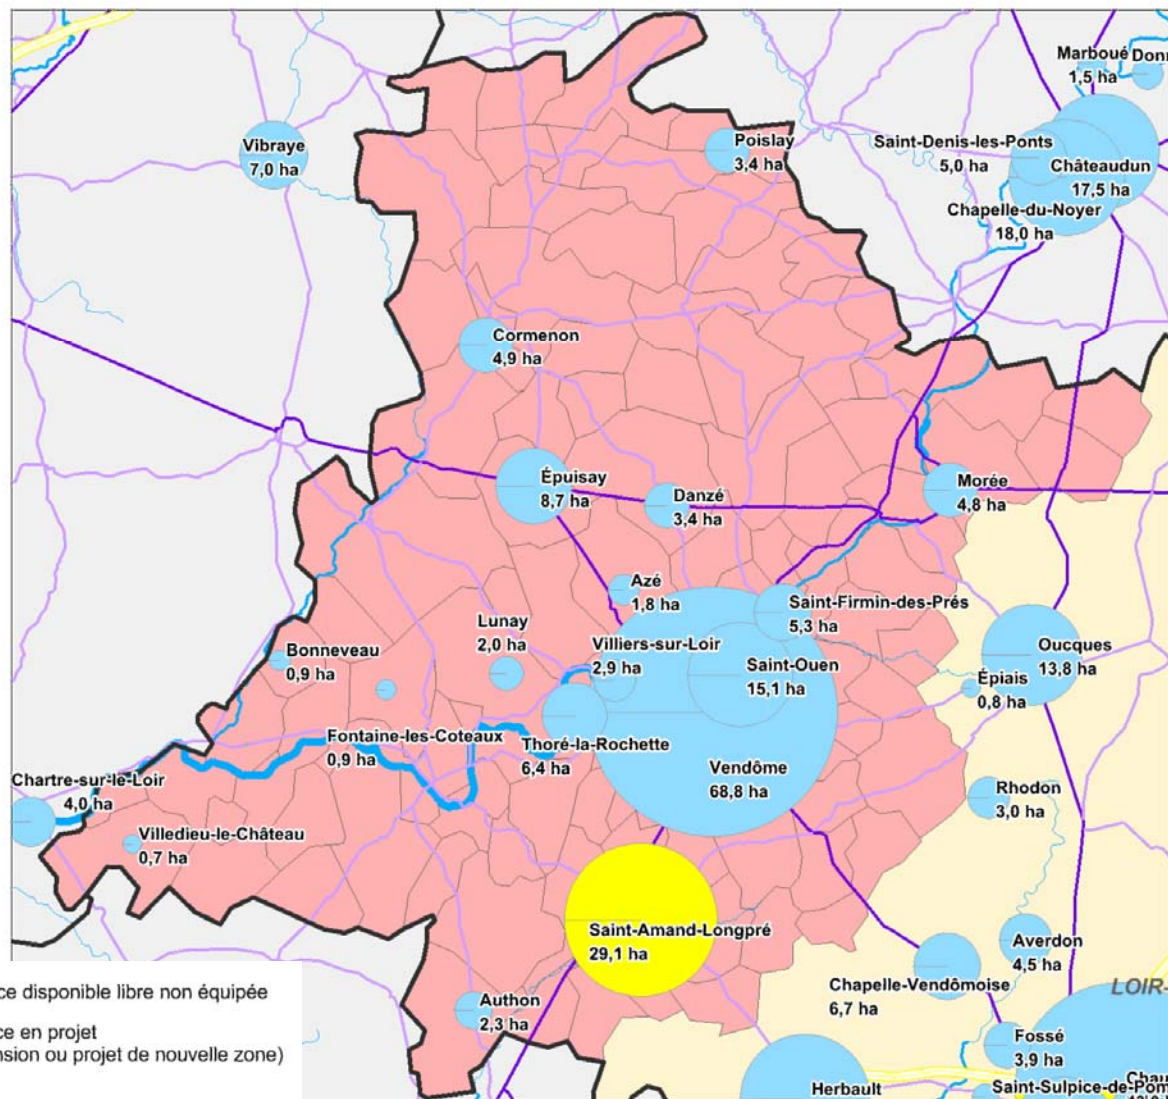 Marboué
1,5 ha
Vibraye
7,0 ha
Poislay
3,4 ha
Saint-Denis-les-Ponts
5,0 ha
Châteaudun
17,5 ha
Chapelle-du-Noyer
18,0 ha
Cormenon
4,9 ha
Épuisay
8,7 ha
Danzé
3,4 ha
Morée
4,8 ha
Azé
1,8 ha
Saint-Firmin-des-Prés
5,3 ha
Lunay
2,0 ha
Villiers-sur-Loir
2,9 ha
Saint-Ouen
15,1 ha
Oucques
13,8 ha
Bonneveau
0,9 ha
Épiais
0,8 ha
Fontaine-les-Coteaux
0,9 ha
Thoré-la-Rochette
6,4 ha
Vendôme
68,8 ha
Chartre-sur-le-Loir
4,0 ha
Rhodon
3,0 ha
Villedieu-le-Château
0,7 ha
Saint-Amand-Longpré
29,1 ha
Averdon
4,5 ha
Chapelle-Vendômoise
6,7 ha
LOIR-
ce disponible libre non équipée
ce en projet
nsion ou projet de nouvelle zone)
Authon
2,3 ha
Fossé
3,9 ha
Herbault
Saint-Sulpice-de-Pom